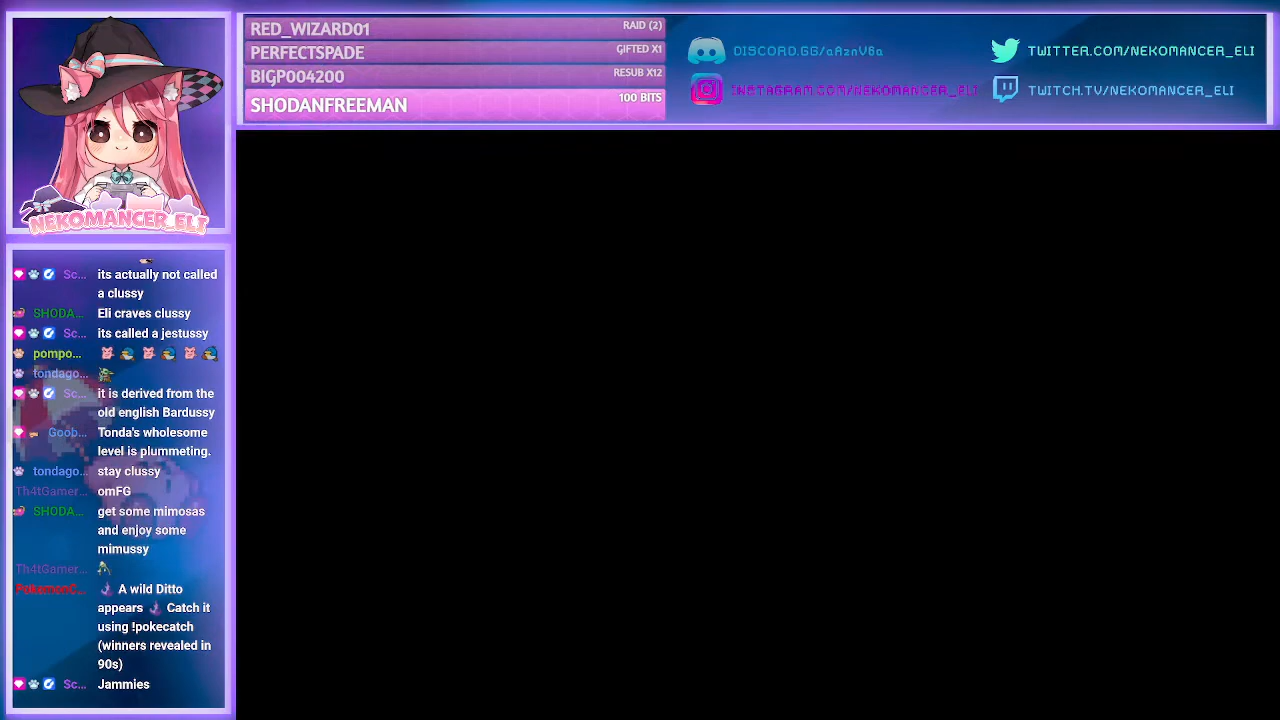 RED_WIZARD01 RAID (2)
PERFECTSPADE GIFTED X1
BIGP004200 RESUB X12
SHODANFREEMAN 100 BITS
DISCORD.GG/aAznV6a
TWITTER.COM/NEKOMANCER_ELI
INSTAGRAM.COM/NEKOMANCER_ELI
TWITCH.TV/NEKOMANCER_ELI
NEKOMANCER_ELI
Sc... its actually not called
a clussy
SHODA... Eli craves clussy
Sc... its called a jestussy
pompo...
tondago...
Sc... it is derived from the
old english Bardussy
Goob... Tonda's wholesome
level is plummeting.
tondago... stay clussy
Th4tGamer... omFG
SHODA... get some mimosas
and enjoy some
mimussy
Th4tGamer...
PokemonC... A wild Ditto
appears Catch it
using !pokecatch
(winners revealed in
90s)
Sc... Jammies